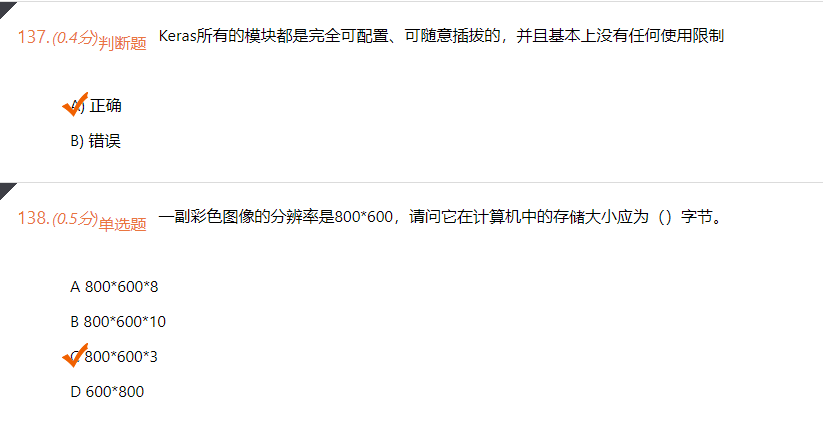 137.(0.4分)判断题 Keras所有的模块都是完全可配置、可随意插拔的，并且基本上没有任何使用限制
A) 正确
B) 错误
138.(0.5分)单选题 一副彩色图像的分辨率是800*600，请问它在计算机中的存储大小应为（）字节。
A 800*600*8
B 800*600*10
C 800*600*3
D 600*800